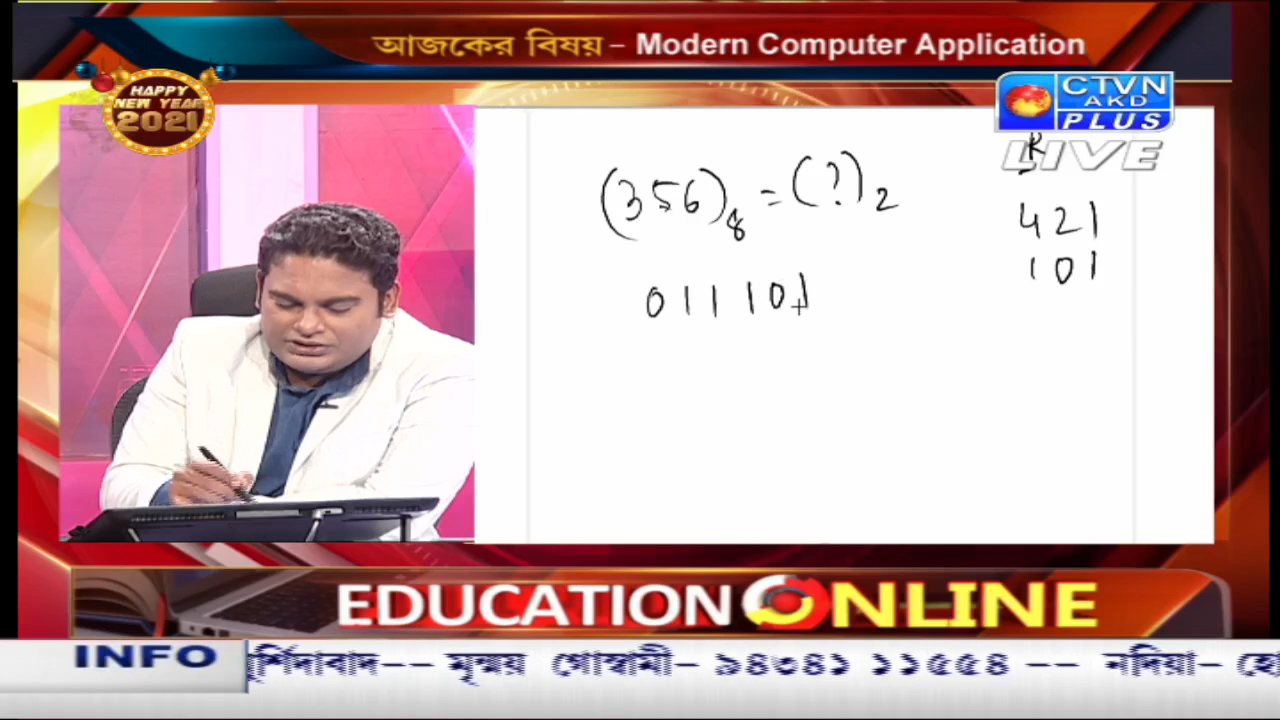 আজকের বিষয় – Modern Computer Application
HAPPY
NEW YEAR
2021
CTVN
AKD
PLUS
LIVE
(356)8 = (?)2
421
101
011101
EDUCATION ONLINE
INFO
মুর্শিদাবাদ-- মৃন্ময় গোস্বামী- ৯৪৩৪১ ১১৫৫৪ -- নদিয়া-